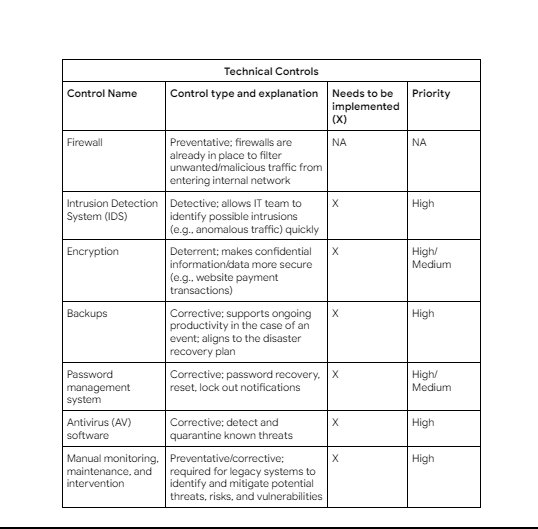 Technical Controls
Control Name
Control type and explanation
Needs to be
implemented
(X)
Priority
Firewall
Preventative; firewalls are
already in place to filter
unwanted/malicious traffic from
entering internal network
NA
NA
Intrusion Detection
System (IDS)
Detective; allows IT team to
identify possible intrusions
(e.g., anomalous traffic) quickly
X
High
Encryption
Deterrent; makes confidential
information/data more secure
(e.g., website payment
transactions)
X
High/
Medium
Backups
Corrective; supports ongoing
productivity in the case of an
event; aligns to the disaster
recovery plan
X
High
Password
management
system
Corrective; password recovery,
reset, lock out notifications
X
High/
Medium
Antivirus (AV)
software
Corrective; detect and
quarantine known threats
X
High
Manual monitoring,
maintenance, and
intervention
Preventative/corrective;
required for legacy systems to
identify and mitigate potential
threats, risks, and vulnerabilities
X
High